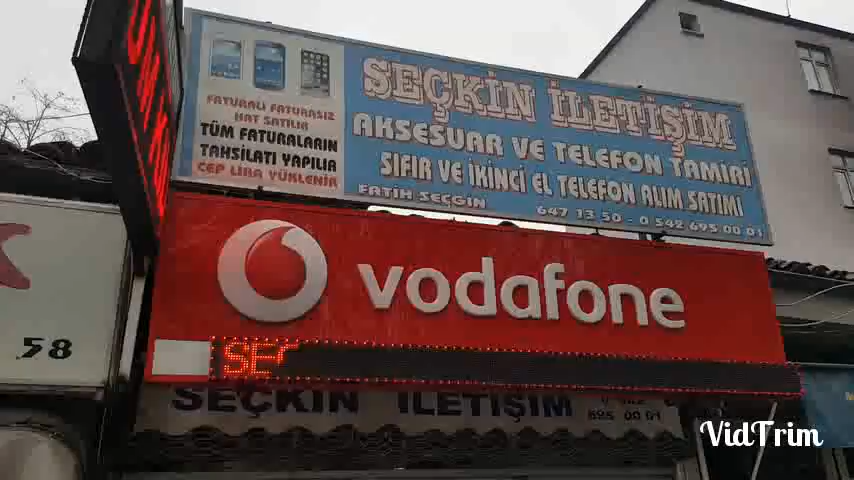 FATURALI FATURASIZ
HAT SATILIR
TÜM FATURALARIN
TAHSİLATI YAPILIR
CEP LİRA YÜKLENİR
SEÇKİN İLETİŞİM
AKSESUAR VE TELEFON TAMİRİ
SIFIR VE İKİNCİ EL TELEFON ALIM SATIMI
FATİH SEÇGİN 647 13 50 - 0 542 695 00 01
vodafone
58
SEÇKİN İLETİŞİM
695 00 01
VidTrim